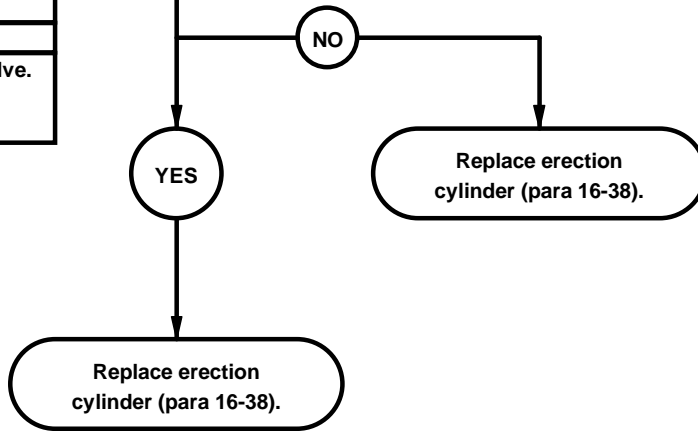 NO
lve.
YES
Replace erection
cylinder (para 16-38).
Replace erection
cylinder (para 16-38).